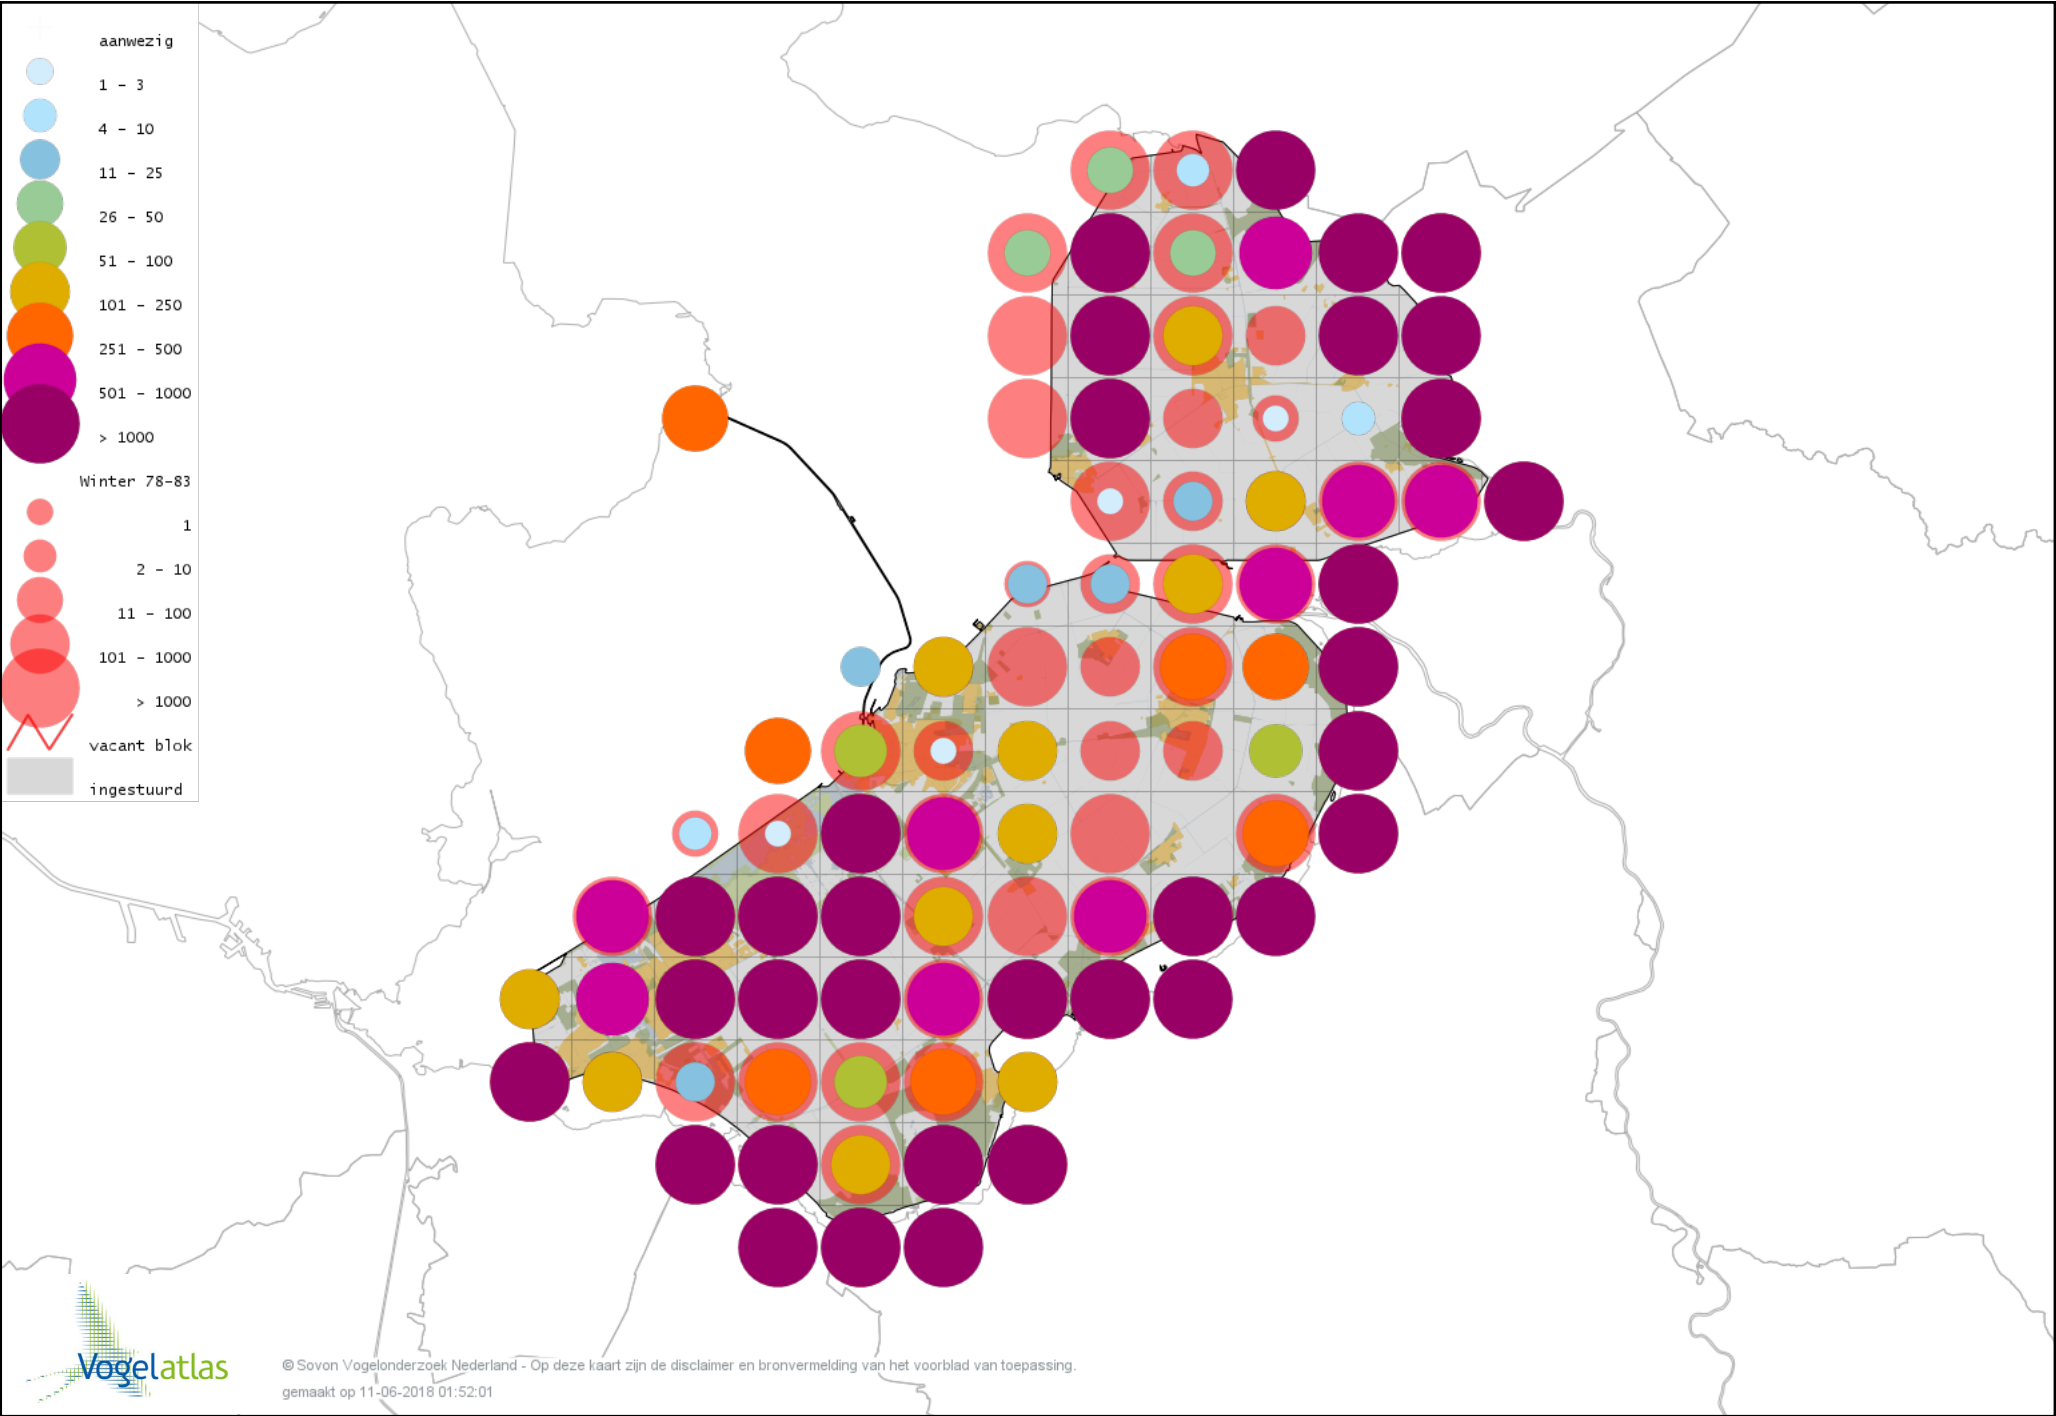 aanwezig
1 - 3
4 - 10
11 - 25
26 - 50
51 - 100
101 - 250
251 - 500
501 - 1000
> 1000
Winter 78-83
1
2 - 10
11 - 100
101 - 1000
> 1000
vacant blok
ingestuurd
Vogelatlas
© Sovon Vogelonderzoek Nederland - Op deze kaart zijn de disclaimer en bronvermelding van het voorblad van toepassing.
gemaakt op 11-06-2018 01:52:01